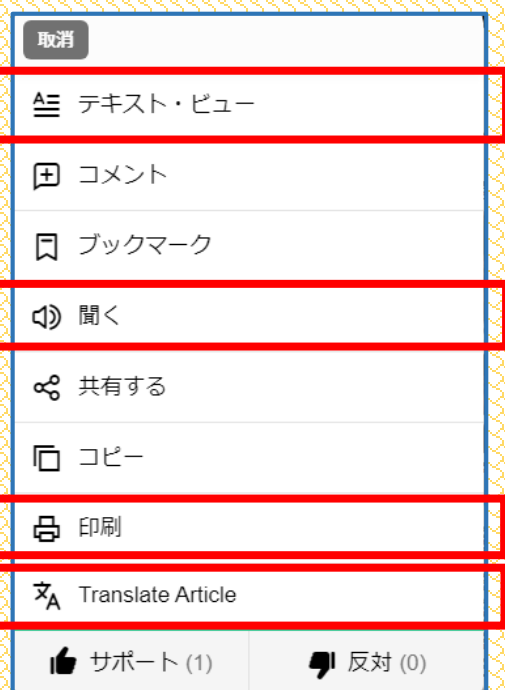 取消
テキスト・ビュー
コメント
ブックマーク
聞く
共有する
コピー
印刷
Translate Article
サポート (1) 反対 (0)